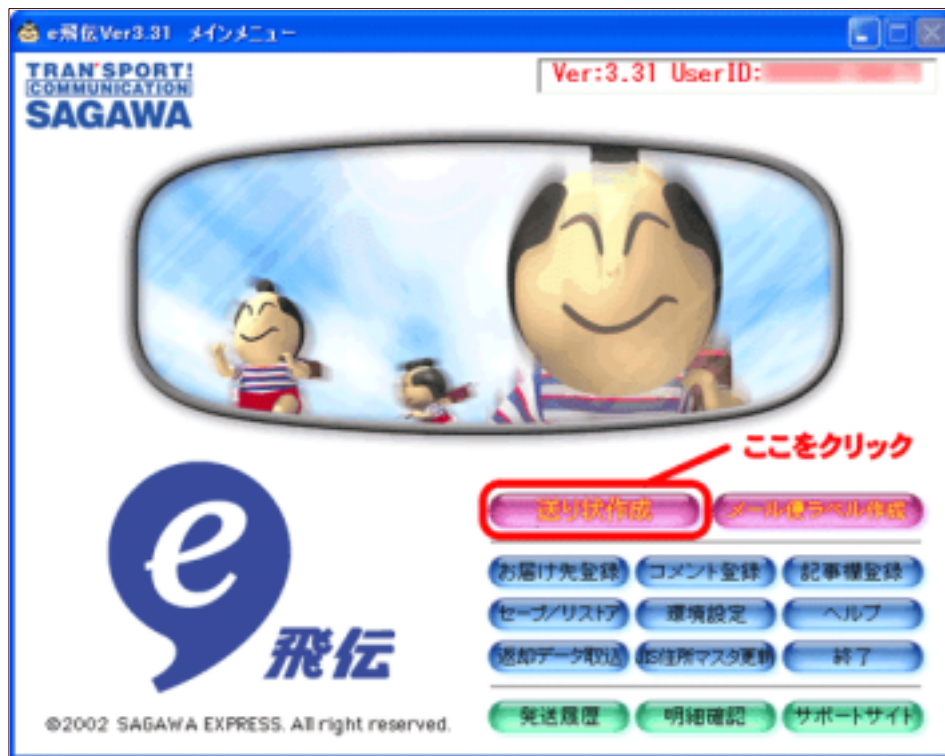 e飛伝Ver3.31 メインメニュー
TRAN'SPORT!
COMMUNICATION
SAGAWA
Ver:3.31 UserID:
ここをクリック
送り状作成 メール便ラベル作成
お届け先登録 コメント登録 記事欄登録
セーブ/リストア 環境設定 ヘルプ
返却データ取込 JIS住所マスタ更新 終了
発送履歴 明細確認 サポートサイト
e飛伝
©2002 SAGAWA EXPRESS. All right reserved.